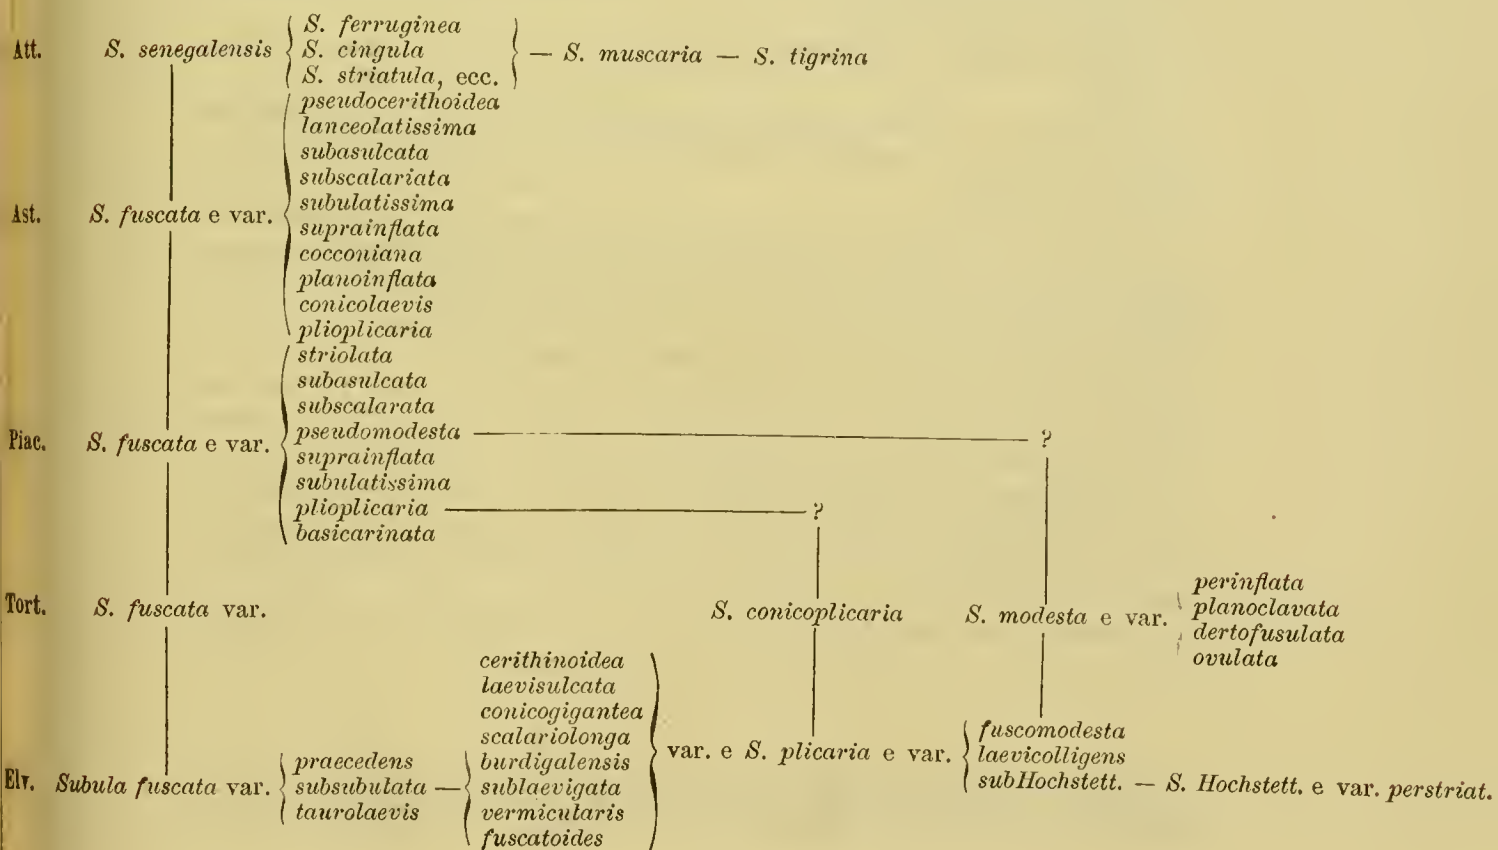 S. ferruginea
Att. S. senegalensis S. cingula — S. muscaria — S. tigrina
S. striatula, ecc.
pseudocerithoidea
lanceolatissima
subasulcata
subscalariata
subulatissima
Ast. S. fuscata e var.
suprainflata
cocconiana
planoinflata
conicolaevis
plioplicaria
striolata
subasulcata
subscalarata
pseudomodesta — ?
Piac. S. fuscata e var.
suprainflata
subulatissima
plioplicaria — ?
basicarinata
perinflata
Tort. S. fuscata var. S. conicoplicaria S. modesta e var. planoclavata
dertofusulata
ovulata
cerithinoidea
laevisulcata
conicogigantea
scalariolonga
var. e S. plicaria e var. fuscomodesta
praecedens burdigalensis laevicolligens
Elv. Subula fuscata var. subsubulata — sublaevigata subHochstett. — S. Hochstett. e var. perstriat.
taurolaevis vermicularis
fuscatoides